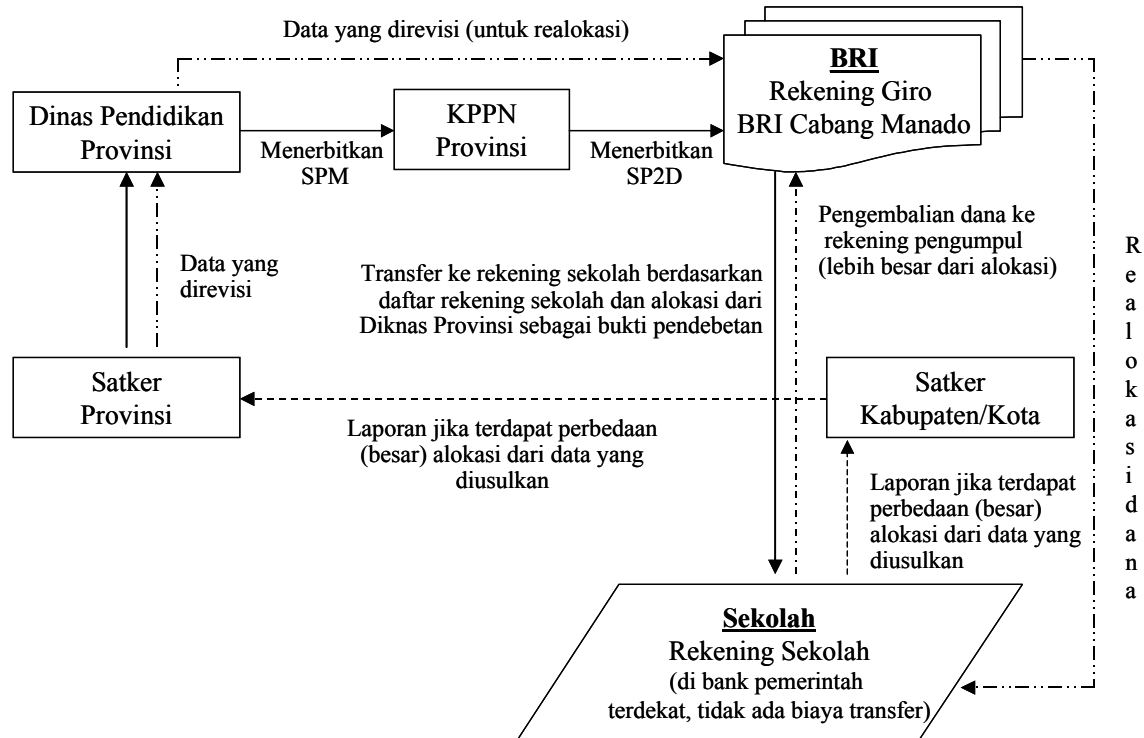 Data yang direvisi (untuk realokasi)
BRI
Rekening Giro
BRI Cabang Manado
Dinas Pendidikan
Provinsi
KPPN
Provinsi
Menerbitkan
SPM
Menerbitkan
SP2D
Data yang
direvisi
Transfer ke rekening sekolah berdasarkan
daftar rekening sekolah dan alokasi dari
Diknas Provinsi sebagai bukti pendebetan
Pengembalian dana ke
rekening pengumpul
(lebih besar dari alokasi)
Realokasi dana
Satker
Provinsi
Satker
Kabupaten/Kota
Laporan jika terdapat perbedaan
(besar) alokasi dari data yang
diusulkan
Laporan jika terdapat
perbedaan (besar)
alokasi dari data yang
diusulkan
Sekolah
Rekening Sekolah
(di bank pemerintah
terdekat, tidak ada biaya transfer)